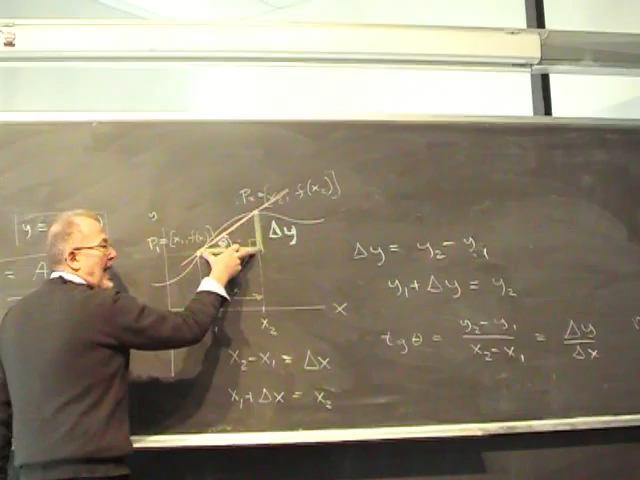 P₂=[x₂, f(x₂)]
y
P₁=[x₁, f(x₁)]
y =
= A
Δy
θ
x
x₂
x₂-x₁ = Δx
x₁+Δx = x₂
Δy = y₂-y₁
y₁+Δy = y₂
tg θ = y₂-y₁ / x₂-x₁ = Δy / Δx